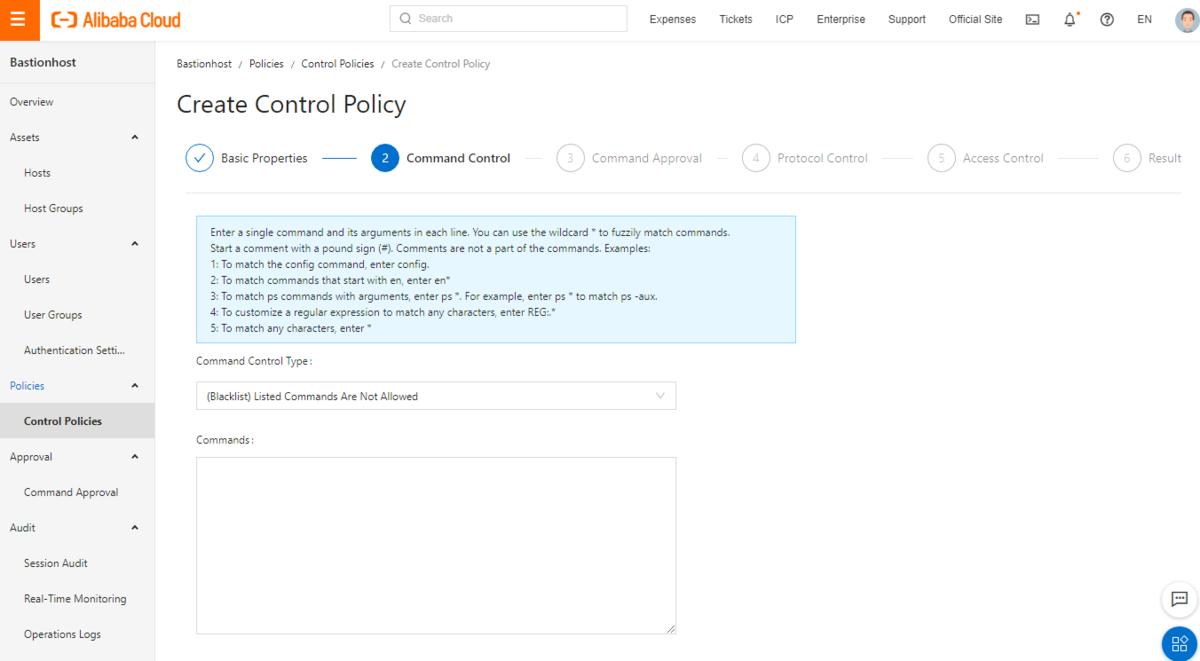 Alibaba Cloud
Search
Expenses Tickets ICP Enterprise Support Official Site EN
Bastionhost
Overview
Assets
Hosts
Host Groups
Users
Users
User Groups
Authentication Setti...
Policies
Control Policies
Approval
Command Approval
Audit
Session Audit
Real-Time Monitoring
Operations Logs
Bastionhost / Policies / Control Policies / Create Control Policy
Create Control Policy
Basic Properties 2 Command Control 3 Command Approval 4 Protocol Control 5 Access Control 6 Result
Enter a single command and its arguments in each line. You can use the wildcard * to fuzzily match commands.
Start a comment with a pound sign (#). Comments are not a part of the commands. Examples:
1: To match the config command, enter config.
2: To match commands that start with en, enter en*
3: To match ps commands with arguments, enter ps *. For example, enter ps * to match ps -aux.
4: To customize a regular expression to match any characters, enter REG:.*
5: To match any characters, enter *
Command Control Type :
(Blacklist) Listed Commands Are Not Allowed
Commands :